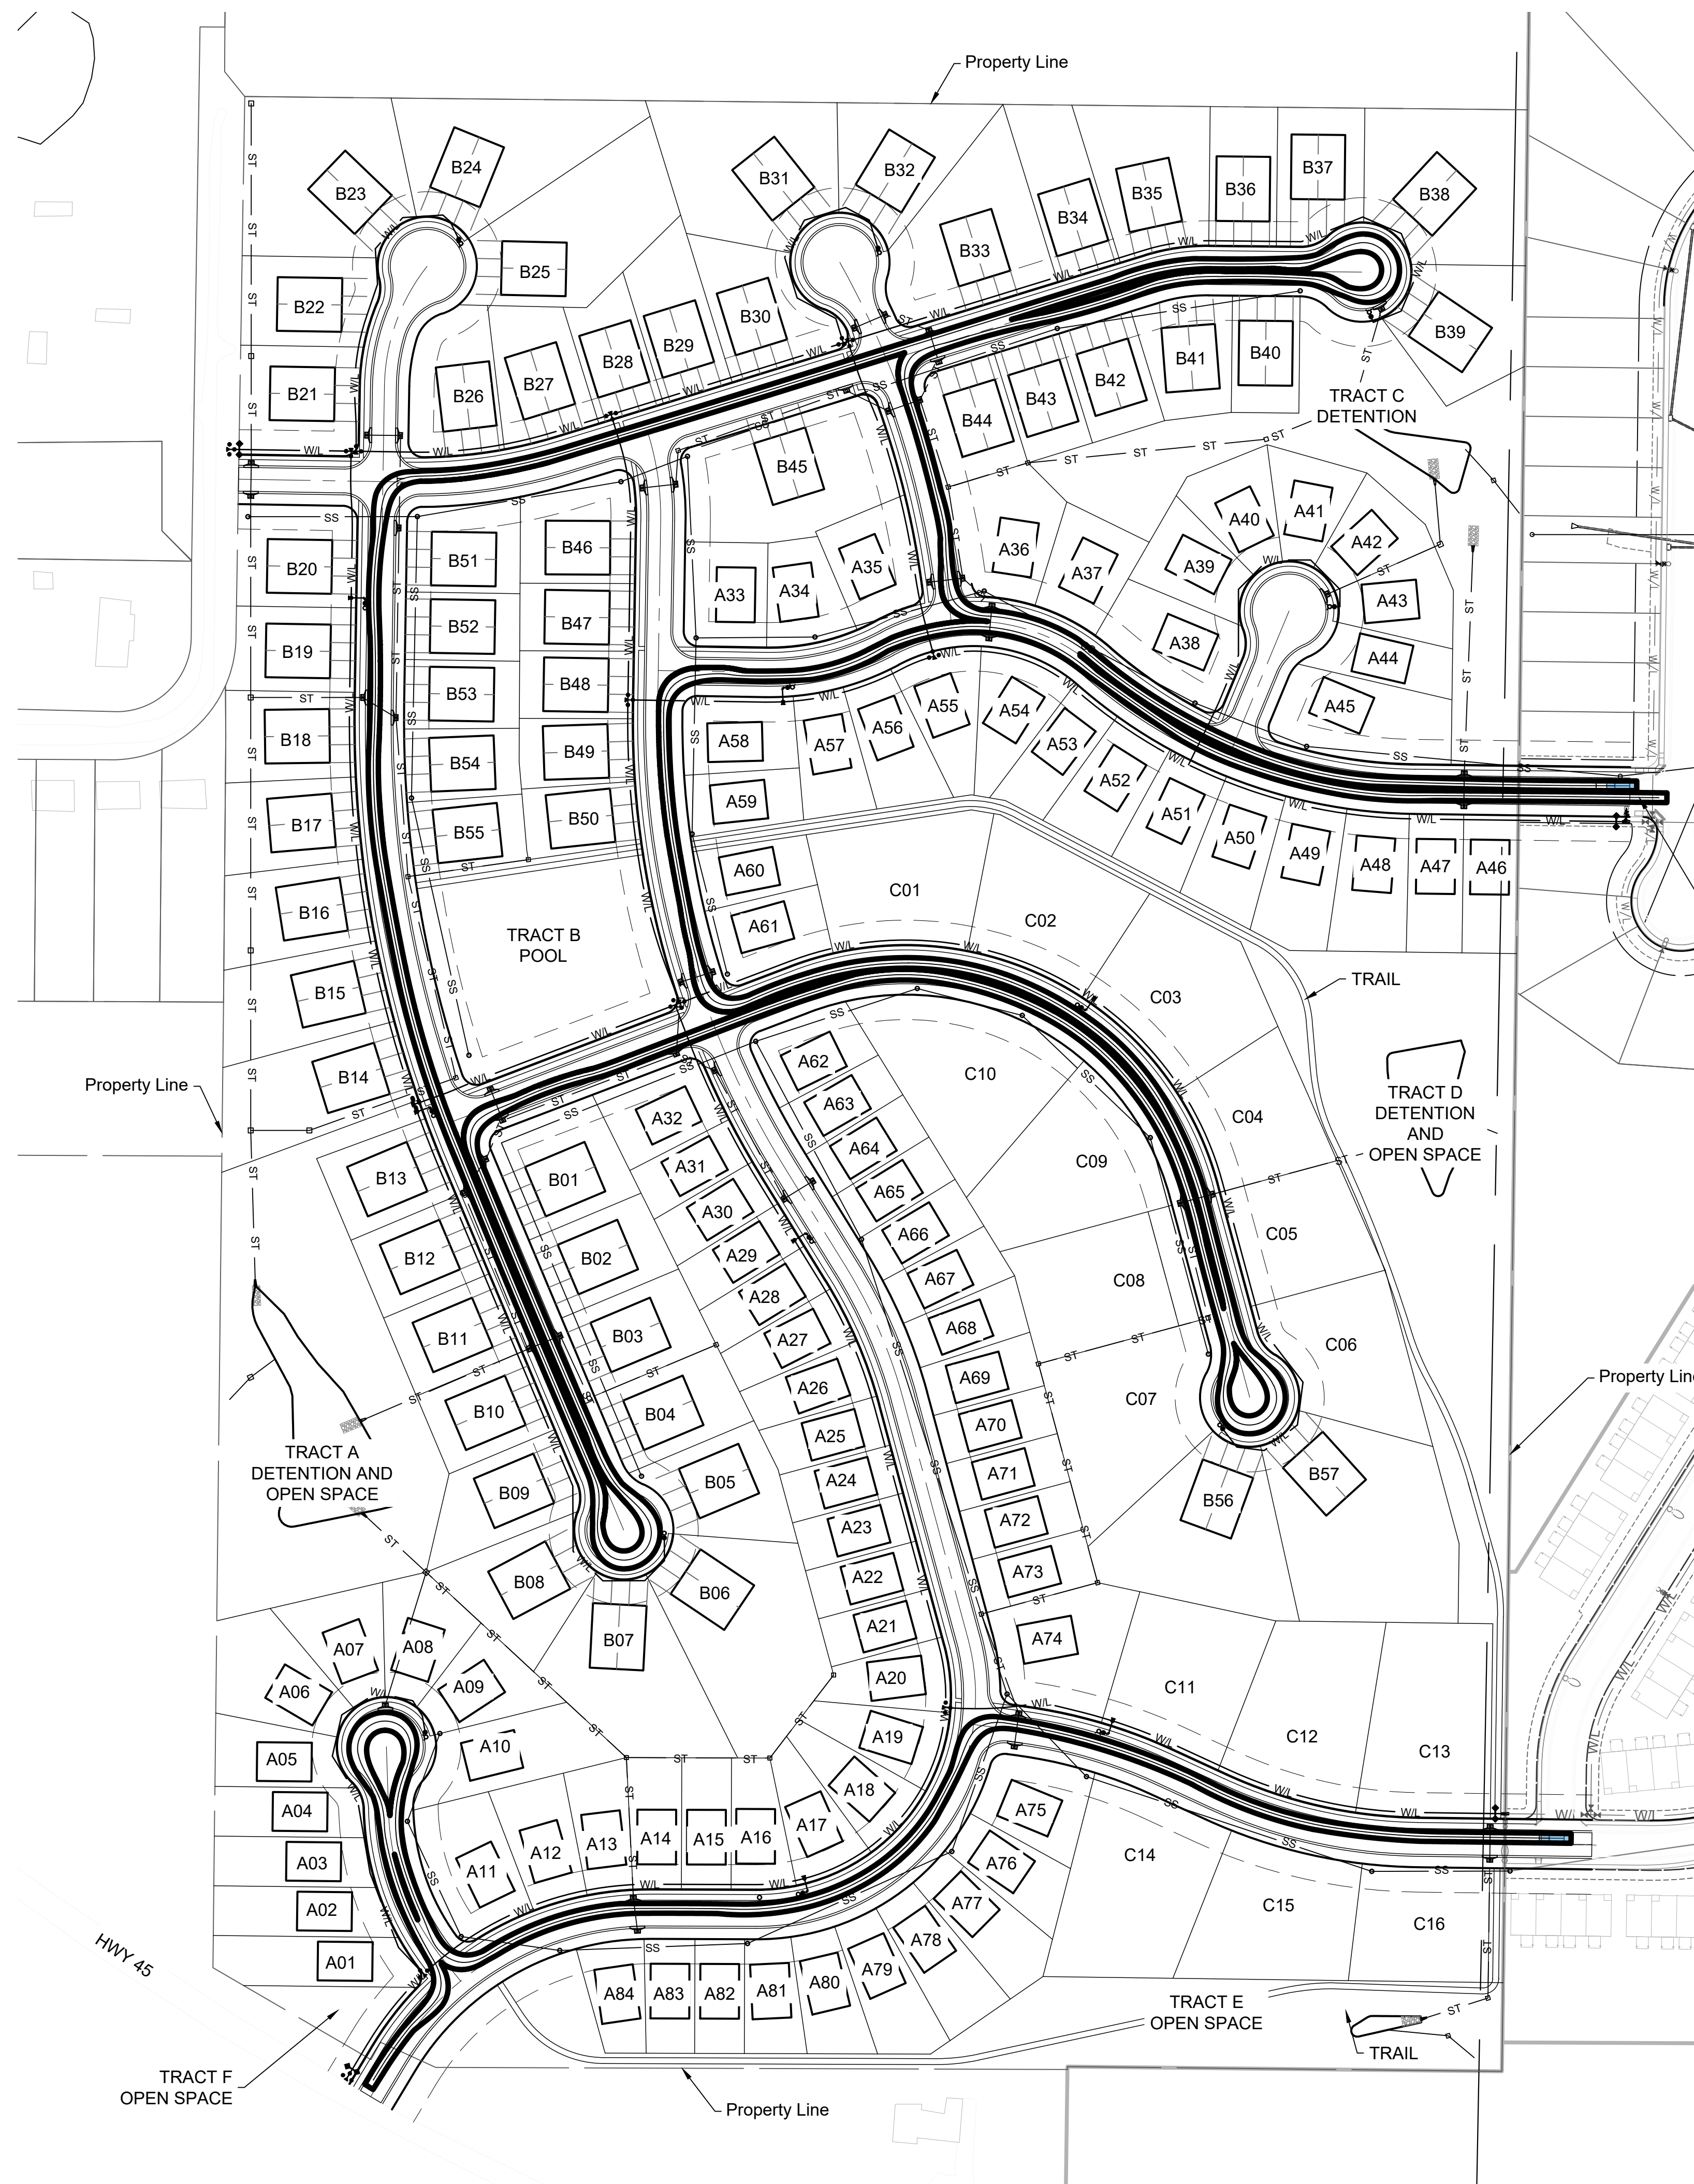 Property Line
B24
B23
B25
B22
B21
B31
B32
B33
B34
B35
B36
B37
B38
B39
B30
B29
B28
B27
B26
B40
B41
B42
B43
B44
TRACT C
DETENTION
B45
B51
B46
B20
B52
B47
B19
B53
B48
B18
B54
B49
B17
B55
B50
A33
A34
A35
A36
A37
A38
A39
A40
A41
A42
A43
A44
A45
A58
A57
A56
A55
A54
A53
A52
A51
A50
A49
A48
A47
A46
A59
A60
A61
C01
C02
C03
TRAIL
B16
B15
B14
TRACT B
POOL
Property Line
C10
C04
C09
C05
C08
C06
C07
TRACT D
DETENTION
AND
OPEN SPACE
A62
A63
A64
A65
A66
A67
A68
A69
A70
A71
A72
A73
A74
A32
A31
A30
A29
A28
A27
A26
A25
A24
A23
A22
A21
A20
A19
A18
A17
B13
B01
B12
B02
B11
B03
B10
B04
B09
B05
B08
B06
B07
B56
B57
Property Line
TRACT A
DETENTION AND
OPEN SPACE
A07
A08
A06
A09
A05
A10
A04
A03
A02
A01
A11
A12
A13
A14
A15
A16
C11
C12
C13
C14
C15
C16
A75
A76
A77
A78
A79
A80
A81
A82
A83
A84
HWY 45
TRACT E
OPEN SPACE
TRAIL
TRACT F
OPEN SPACE
Property Line
ST
SS
W/L